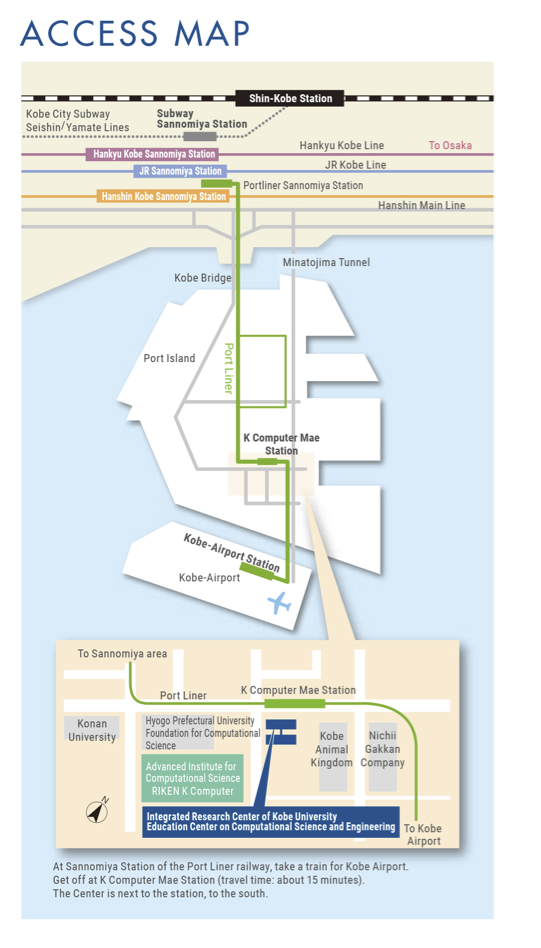 ACCESS MAP
Shin-Kobe Station
Kobe City Subway
Seishin/Yamate Lines
Subway
Sannomiya Station
Hankyu Kobe Line
To Osaka
Hankyu Kobe Sannomiya Station
JR Kobe Line
JR Sannomiya Station
Portliner Sannomiya Station
Hanshin Kobe Sannomiya Station
Hanshin Main Line
Minatojima Tunnel
Kobe Bridge
Port Island
Port Liner
K Computer Mae
Station
Kobe-Airport Station
Kobe-Airport
To Sannomiya area
Port Liner
K Computer Mae Station
Konan
University
Hyogo Prefectural University
Foundation for Computational
Science
Kobe
Animal
Kingdom
Nichii
Gakkan
Company
Advanced Institute for
Computational Science
RIKEN K Computer
N
Integrated Research Center of Kobe University
Education Center on Computational Science and Engineering
To Kobe
Airport
At Sannomiya Station of the Port Liner railway, take a train for Kobe Airport.
Get off at K Computer Mae Station (travel time: about 15 minutes).
The Center is next to the station, to the south.